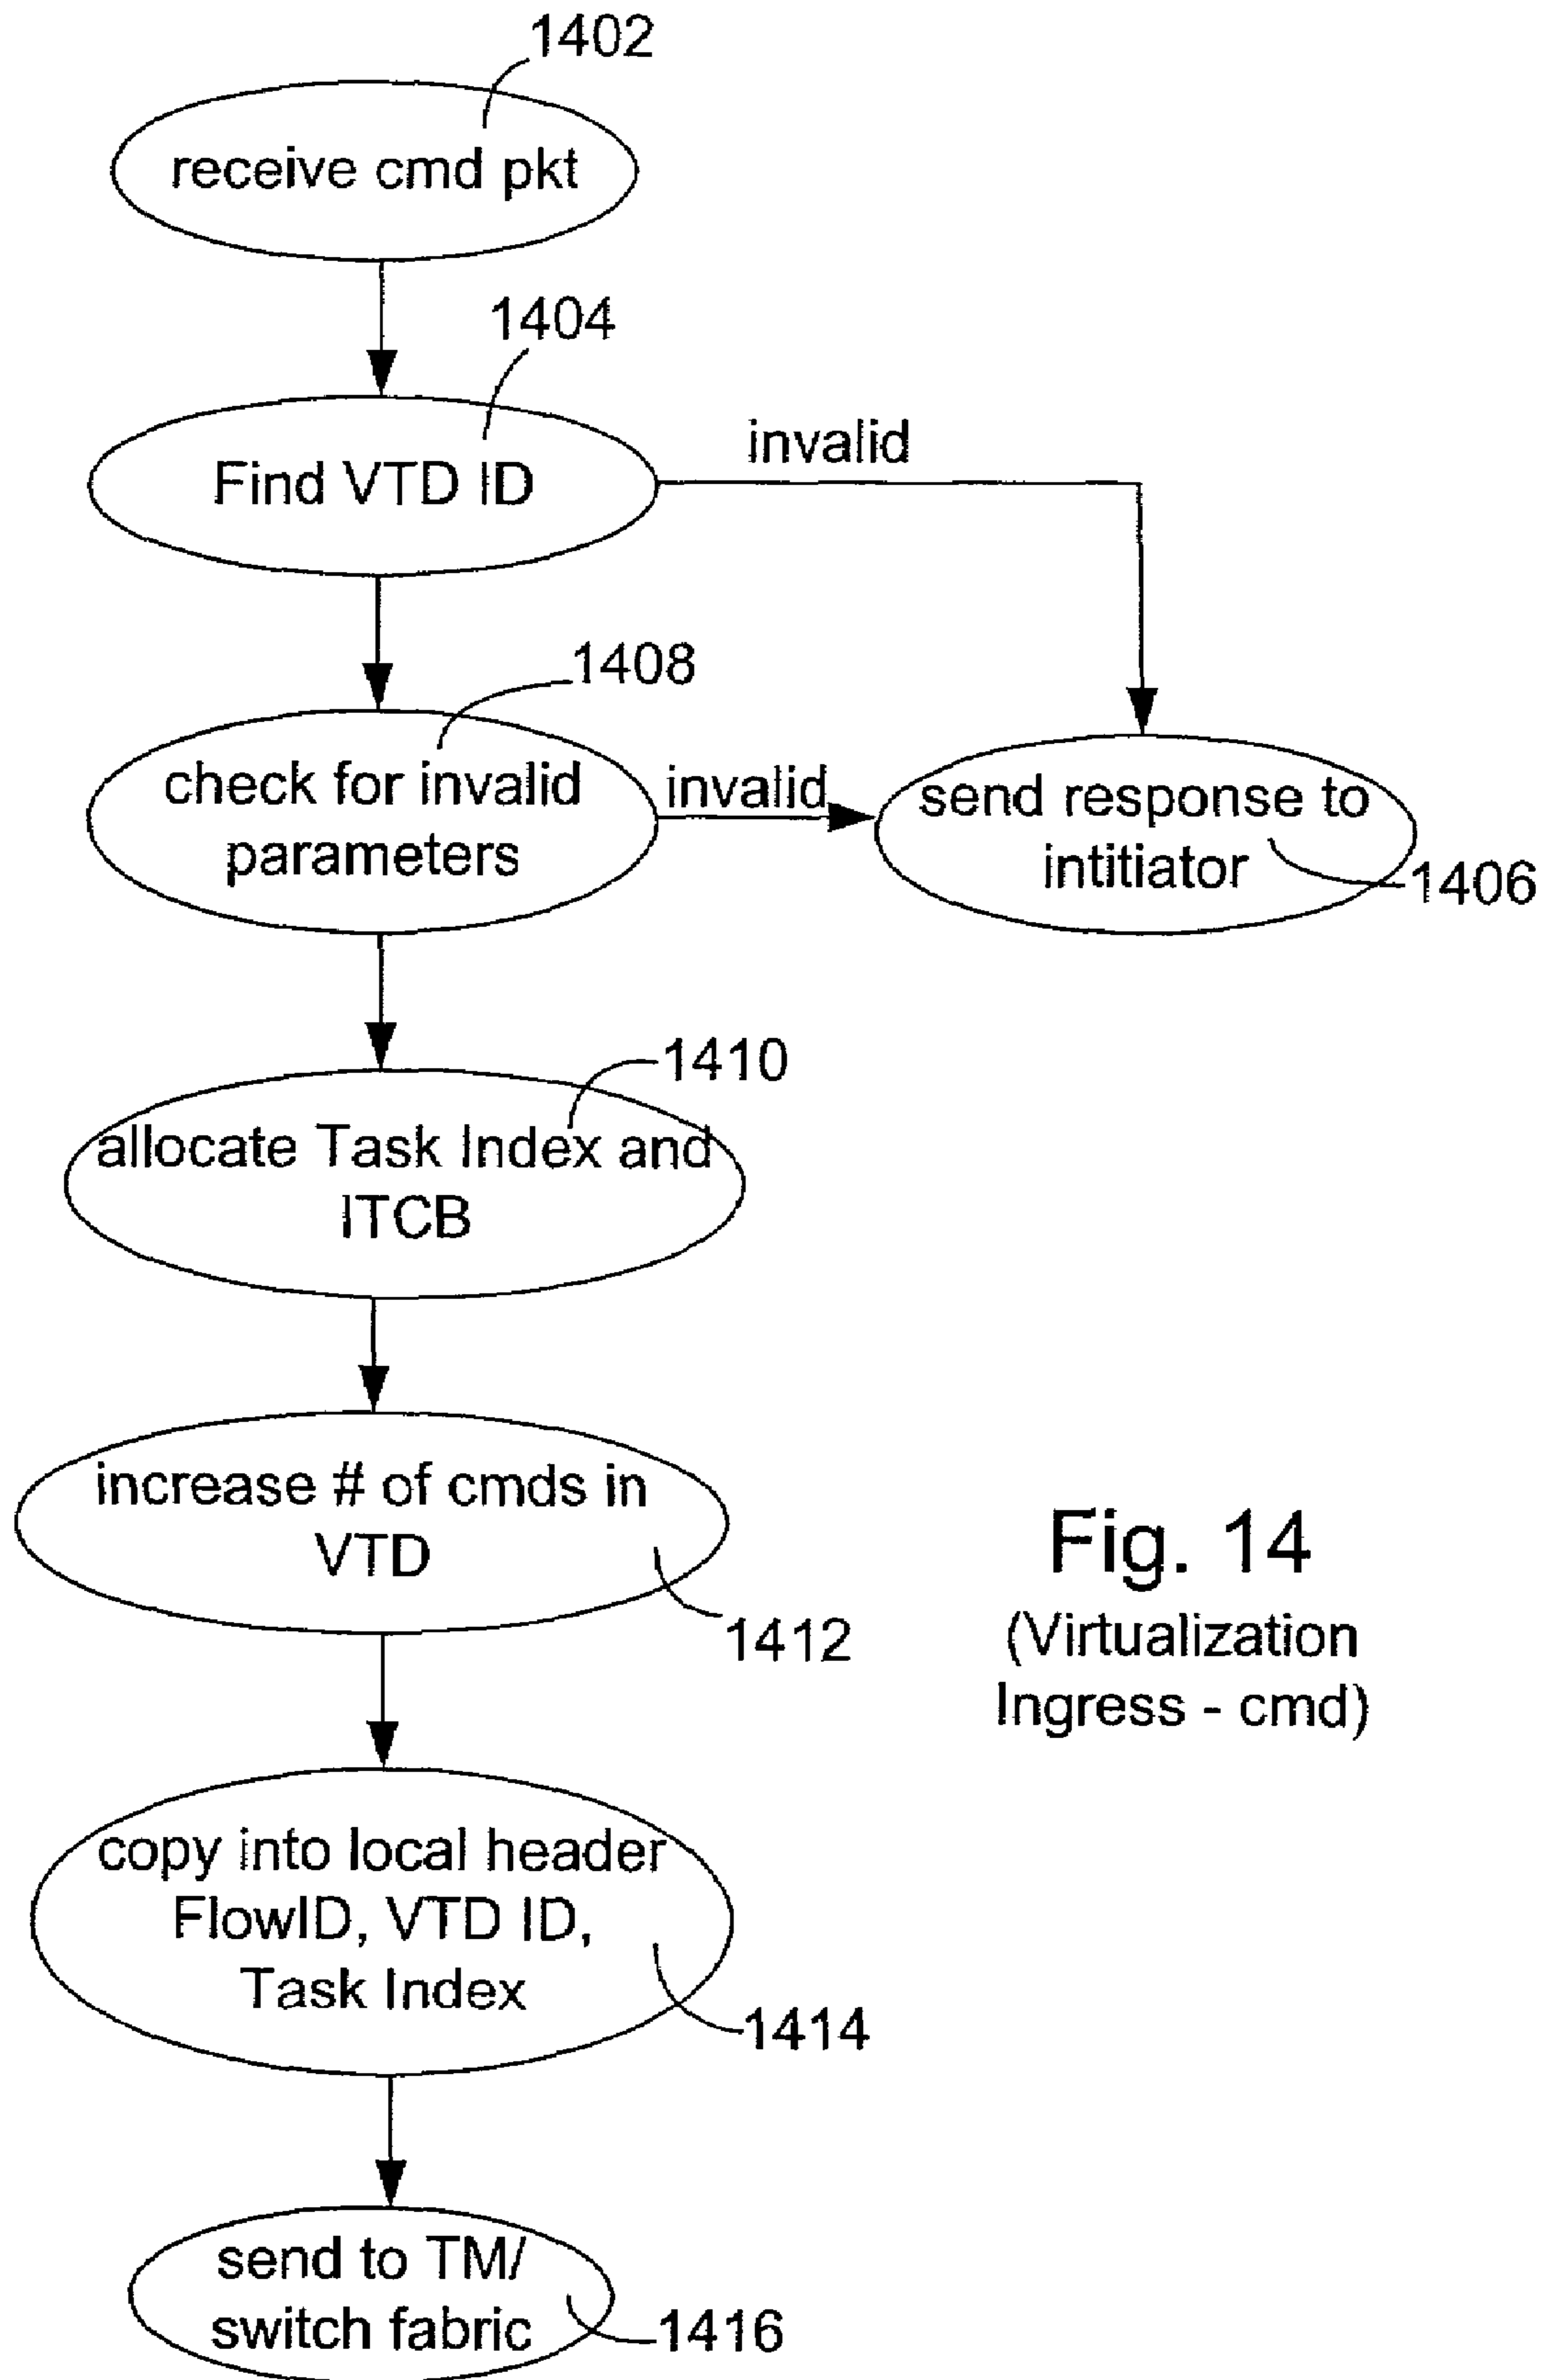 1402
receive cmd pkt
1404
invalid
Find VTD ID
1408
check for invalid
parameters
invalid
send response to
intitiator
1406
1410
allocate Task Index and
ITCB
increase # of cmds in
VTD
1412
Fig. 14
(Virtualization
Ingress - cmd)
copy into local header
FlowID, VTD ID,
Task Index
1414
send to TM/
switch fabric
1416